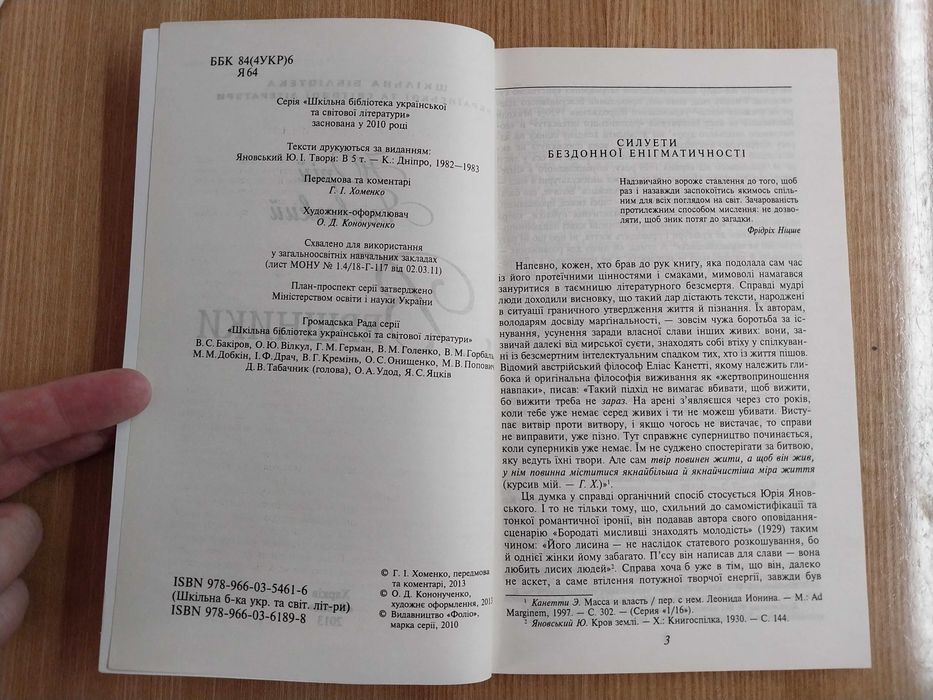 ББК 84(4УКР)6
Я64
Серія «Шкільна бібліотека української
та світової літератури»
заснована у 2010 році
Тексти друкуються за виданням:
Яновський Ю. І. Твори: В 5 т. — К.: Дніпро, 1982—1983
Передмова та коментарі
Г. І. Хоменко
Художник-оформлювач
О. Д. Кононученко
Схвалено для використання
у загальноосвітніх навчальних закладах
(лист МОНУ № 1.4/18-Г-117 від 02.03.11)
План-проспект серії затверджено
Міністерством освіти і науки України
Громадська Рада серії
«Шкільна бібліотека української та світової літератури»
В. С. Бакіров, О. Ю. Вілкул, Г. М. Герман, В. М. Голенко, В. М. Горбаль,
М. М. Добкін, І. Ф. Драч, В. Г. Кремінь, О. С. Онищенко, М. В. Попович,
Д. В. Табачник (голова), О. А. Удод, Я. С. Яцків
ISBN 978-966-03-5461-6
(Шкільна б-ка укр. та світ. літ-ри)
ISBN 978-966-03-6189-8
© Г. І. Хоменко, передмова
та коментарі, 2013
© О. Д. Кононученко,
художнє оформлення, 2013
© Видавництво «Фоліо»,
марка серії, 2010
СИЛУЕТИ
БЕЗДОННОЇ ЕНІГМАТИЧНОСТІ
Надзвичайно вороже ставлення до того, щоб
раз і назавжди заспокоїтись якимось спіль-
ним для всіх поглядом на світ. Зачарованість
протилежним способом мислення: не дозво-
ляти, щоб зник потяг до загадки.
Фрідріх Ніцше
Напевно, кожен, хто брав до рук книгу, яка подолала сам час
із його протеїчними цінностями і смаками, мимоволі намагався
зануритися в таємницю літературного безсмертя. Справді мудрі
люди доходили висновку, що такий дар дістають тексти, народжені
в ситуації граничного утвердження життя й пізнання. Їх авторам,
володарям досвіду марґінальності, — зовсім чужа боротьба за іс-
нування, усунення заради власної слави інших живих: вони, за-
звичай далекі від мирської суєти, знаходять собі втіху у спілкуван-
ні із безсмертним інтелектуальним спадком тих, хто із життя пішов.
Відомий австрійський філософ Еліас Канетті, якому належить гли-
бока й оригінальна філософія виживання як «жертвоприношення
навпаки», писав: «Такий підхід не вимагає вбивати, щоб вижити,
бо вижити треба не зараз. На арені з’являєшся через сто років,
коли тебе уже немає серед живих і ти не можеш убивати. Висту-
пає витвір проти витвору, і якщо чогось не вистачає, то справи
не виправити, уже пізно. Тут справжнє суперництво починається,
коли суперників уже немає. Їм не суджено спостерігати за битвою,
яку ведуть їхні твори. Але сам твір повинен жити, а щоб він жив,
у нім повинна міститися якнайбільша й якнайчистіша міра життя
(курсив мій. — Г. Х.)»¹.
Ця думка у справді органічний спосіб стосується Юрія Янов-
ського. І то не тільки тому, що, схильний до самомістифікації та
тонкої романтичної іронії, він подавав автора свого оповідання-
сценарію «Бородаті мисливці знаходять молодість» (1929) таким
чином: «Його лисина — не наслідок статевого розкошування, бо
й однієї жінки йому забагато. П’єсу він написав для слави — вона
любить лисих людей»². Справа хоча б уже в тім, що він, далеко
не аскет, а саме втілення потужної творчої енергії, завжди був
¹ Канетти Э. Масса и власть / пер. с нем. Леонида Ионина. — М.: Ad
Marginem, 1997. — С. 302. — (Серия «1/16»).
² Яновський Ю. Кров землі. — Х.: Книгоспілка, 1930. — С. 144.
3